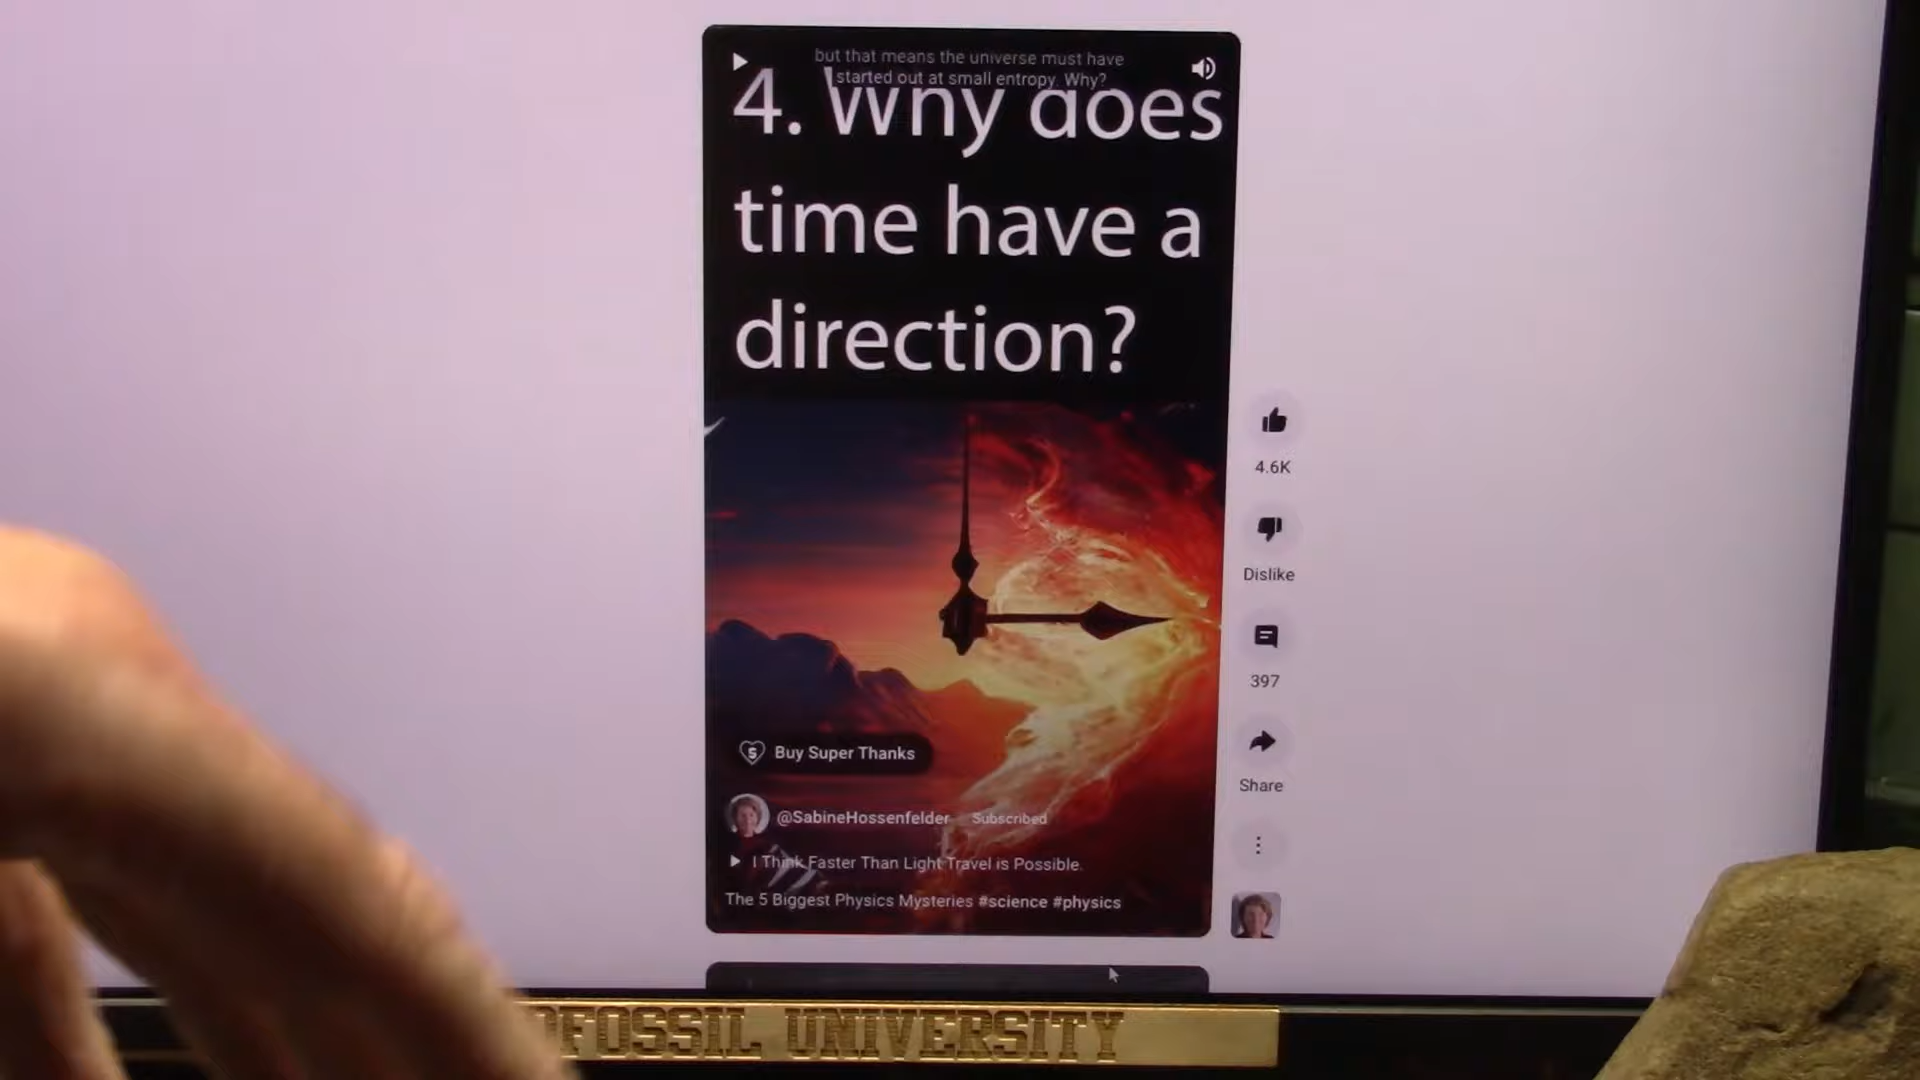 but that means the universe must have
started out at small entropy. Why?
4. Why does
time have a
direction?
4.6K
Dislike
397
Share
Buy Super Thanks
@SabineHossenfelder Subscribed
I Think Faster Than Light Travel is Possible.
The 5 Biggest Physics Mysteries #science #physics
UNIVERSITY